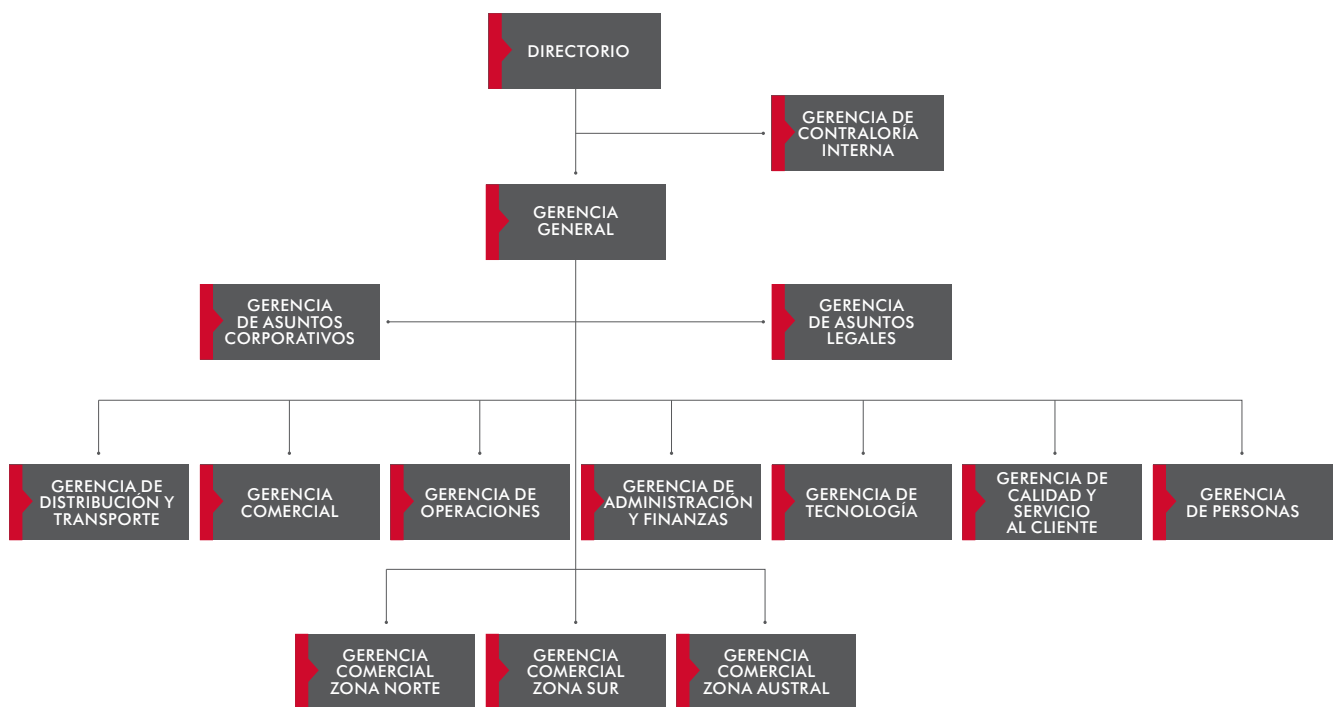 DIRECTORIO
GERENCIA DE
CONTRALORÍA
INTERNA
GERENCIA
GENERAL
GERENCIA
DE ASUNTOS
CORPORATIVOS
GERENCIA
DE ASUNTOS
LEGALES
GERENCIA DE
DISTRIBUCIÓN Y
TRANSPORTE
GERENCIA
COMERCIAL
GERENCIA DE
OPERACIONES
GERENCIA DE
ADMINISTRACIÓN
Y FINANZAS
GERENCIA DE
TECNOLOGÍA
GERENCIA DE
CALIDAD Y
SERVICIO
AL CLIENTE
GERENCIA
DE PERSONAS
GERENCIA
COMERCIAL
ZONA NORTE
GERENCIA
COMERCIAL
ZONA SUR
GERENCIA
COMERCIAL
ZONA AUSTRAL